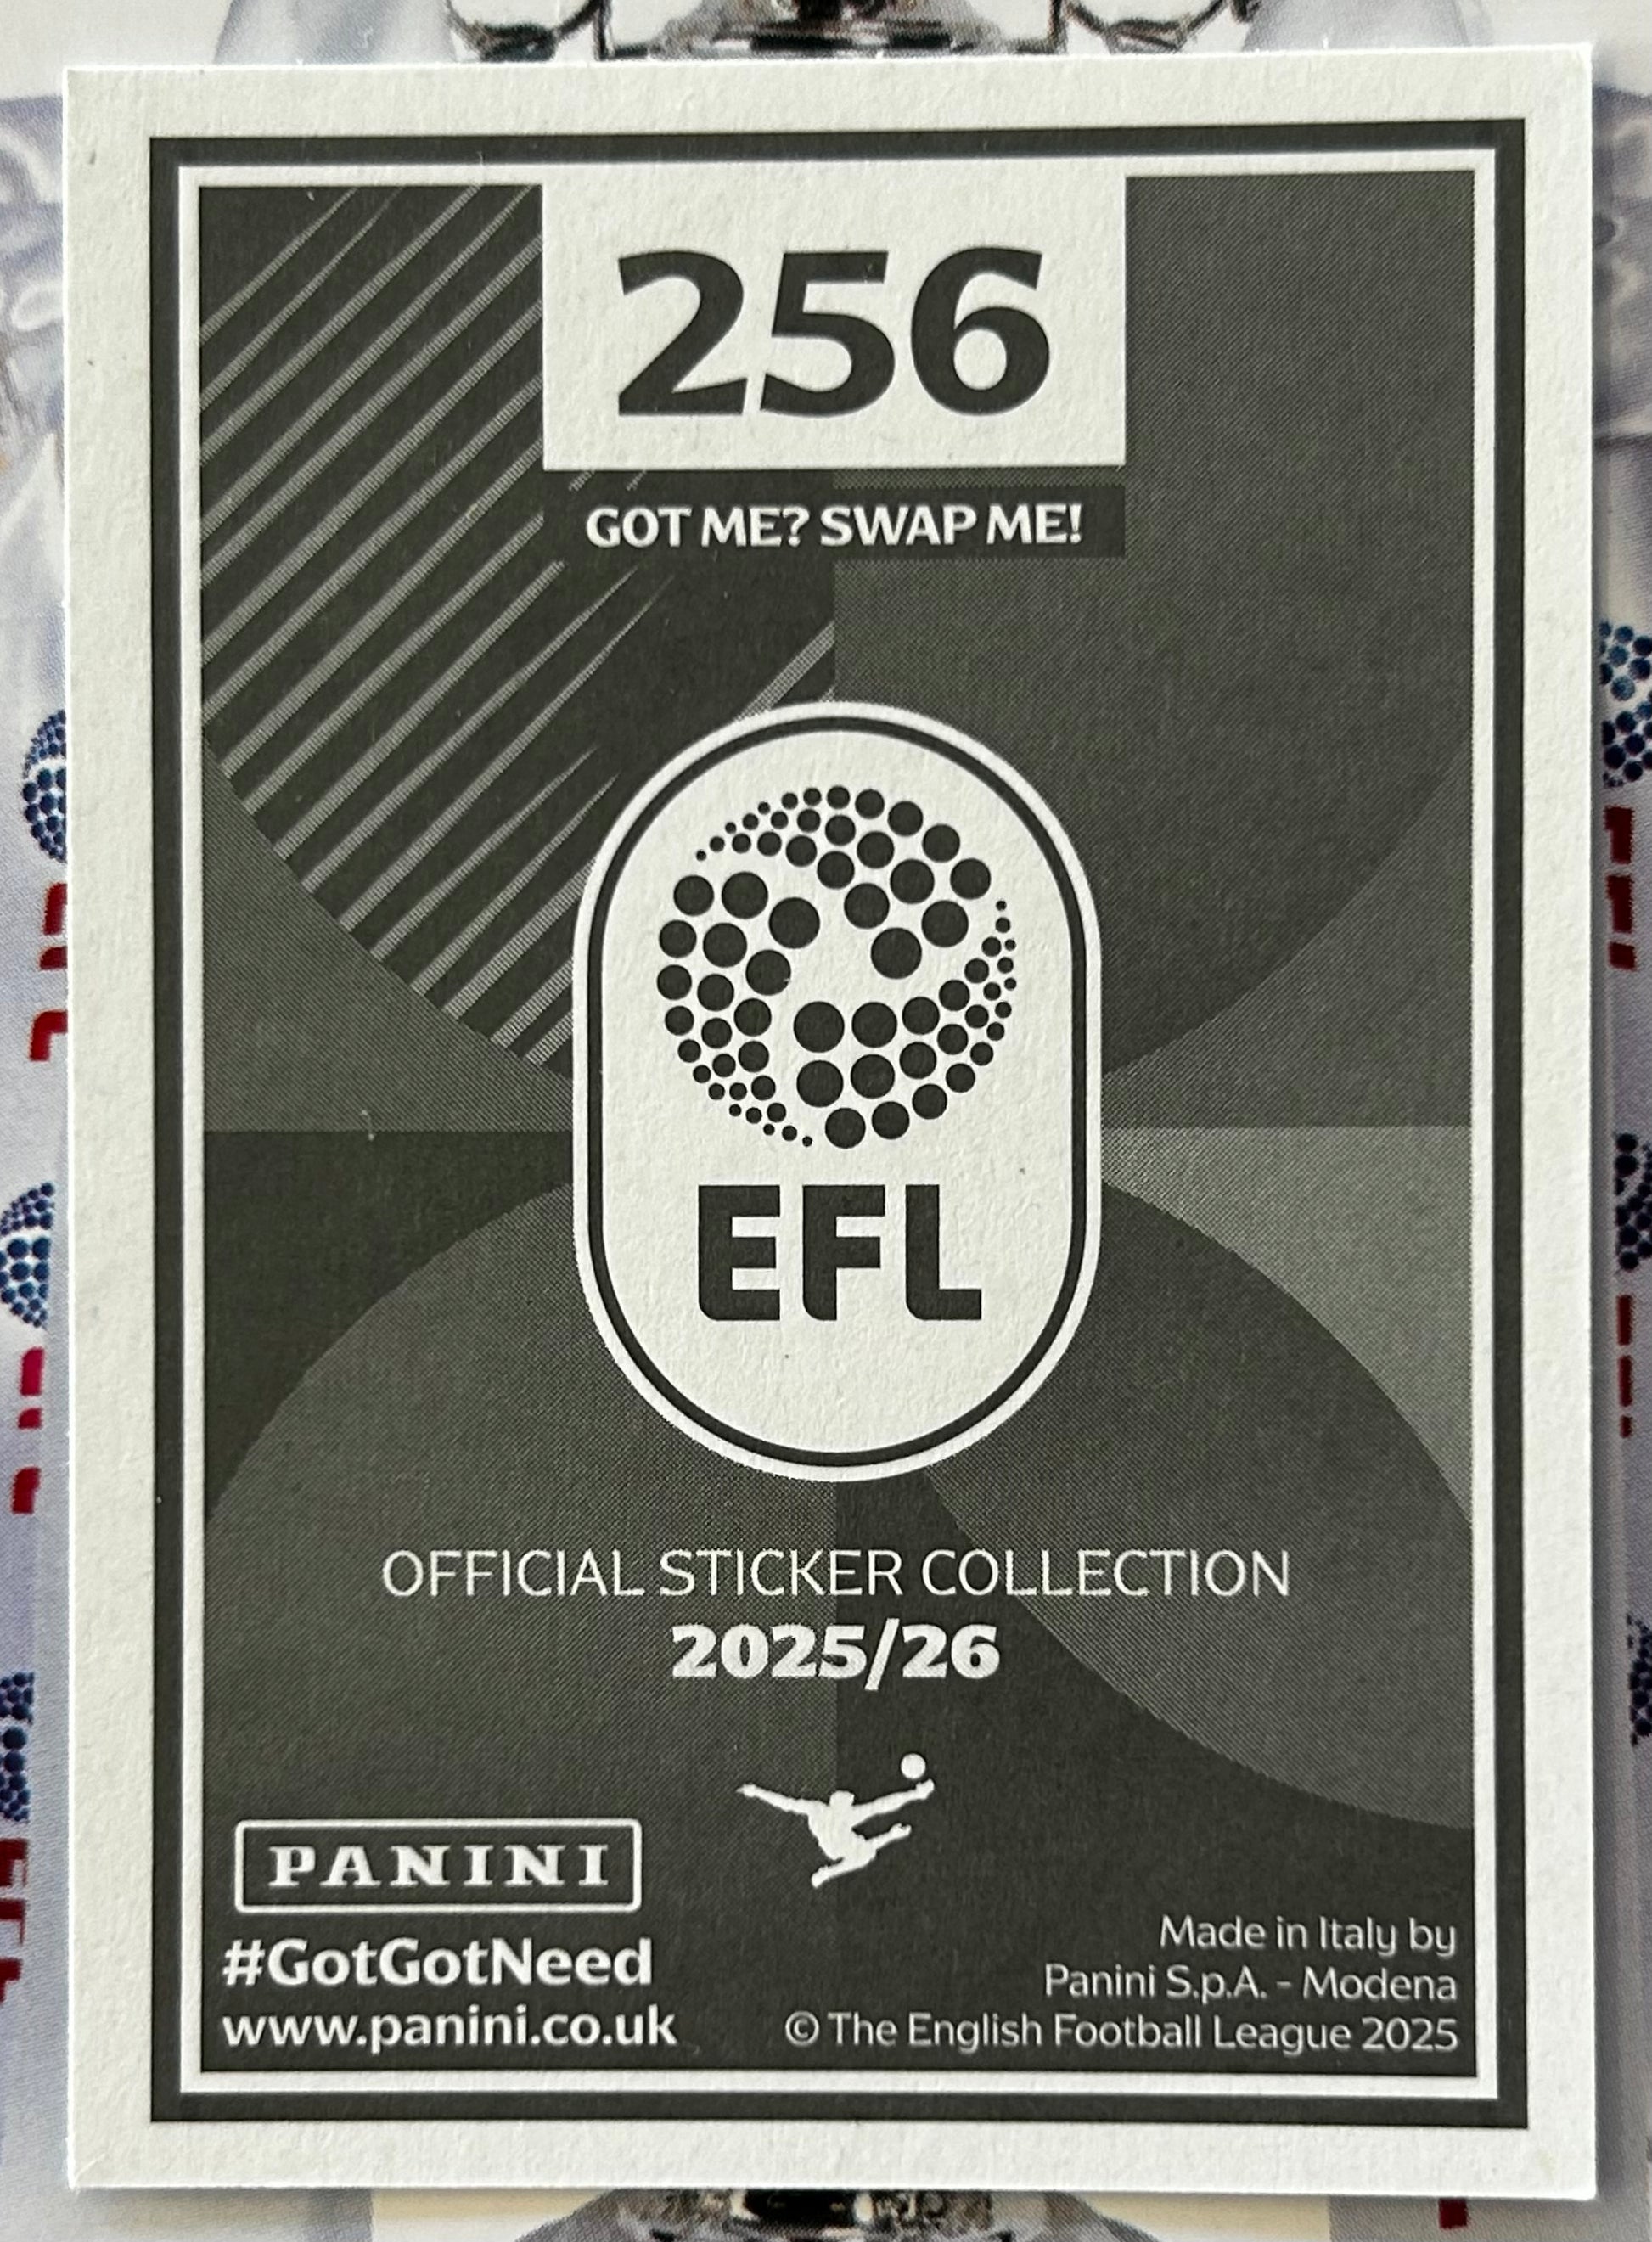 256
GOT ME? SWAP ME!
EFL
OFFICIAL STICKER COLLECTION
2025/26
PANINI
#GotGotNeed
www.panini.co.uk
Made in Italy by
Panini S.p.A. - Modena
© The English Football League 2025